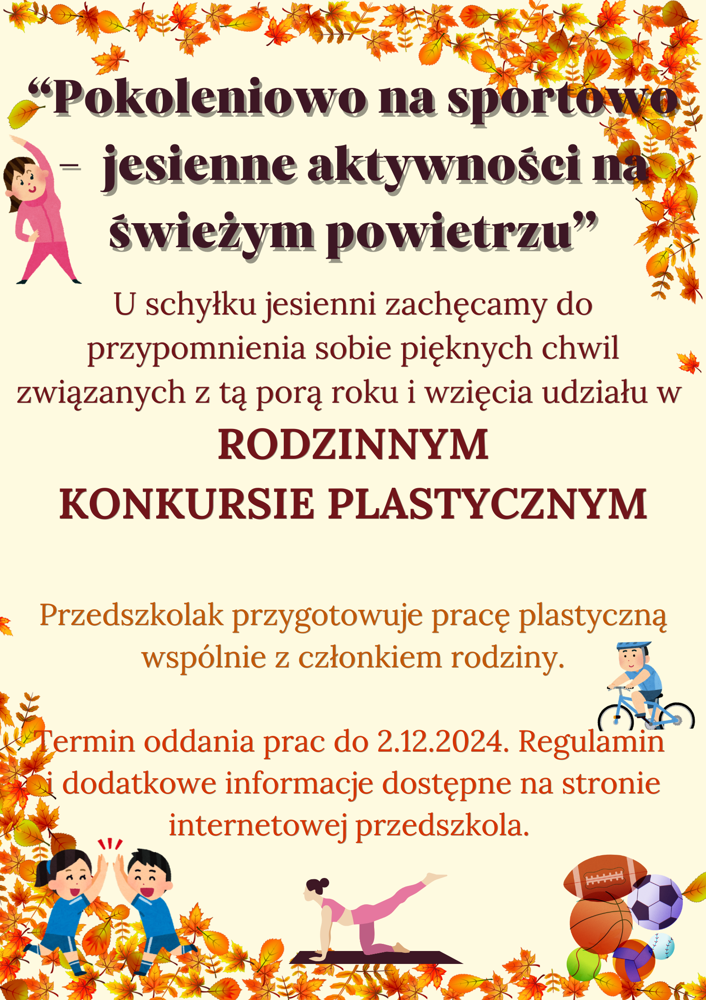 “Pokoleniowo na sportowo
– jesienne aktywności na
świeżym powietrzu”
U schyłku jesienni zachęcamy do
przypomnienia sobie pięknych chwil
związanych z tą porą roku i wzięcia udziału w
RODZINNYM
KONKURSIE PLASTYCZNYM
Przedszkolak przygotowuje pracę plastyczną
wspólnie z członkiem rodziny.
Termin oddania prac do 2.12.2024. Regulamin
i dodatkowe informacje dostępne na stronie
internetowej przedszkola.